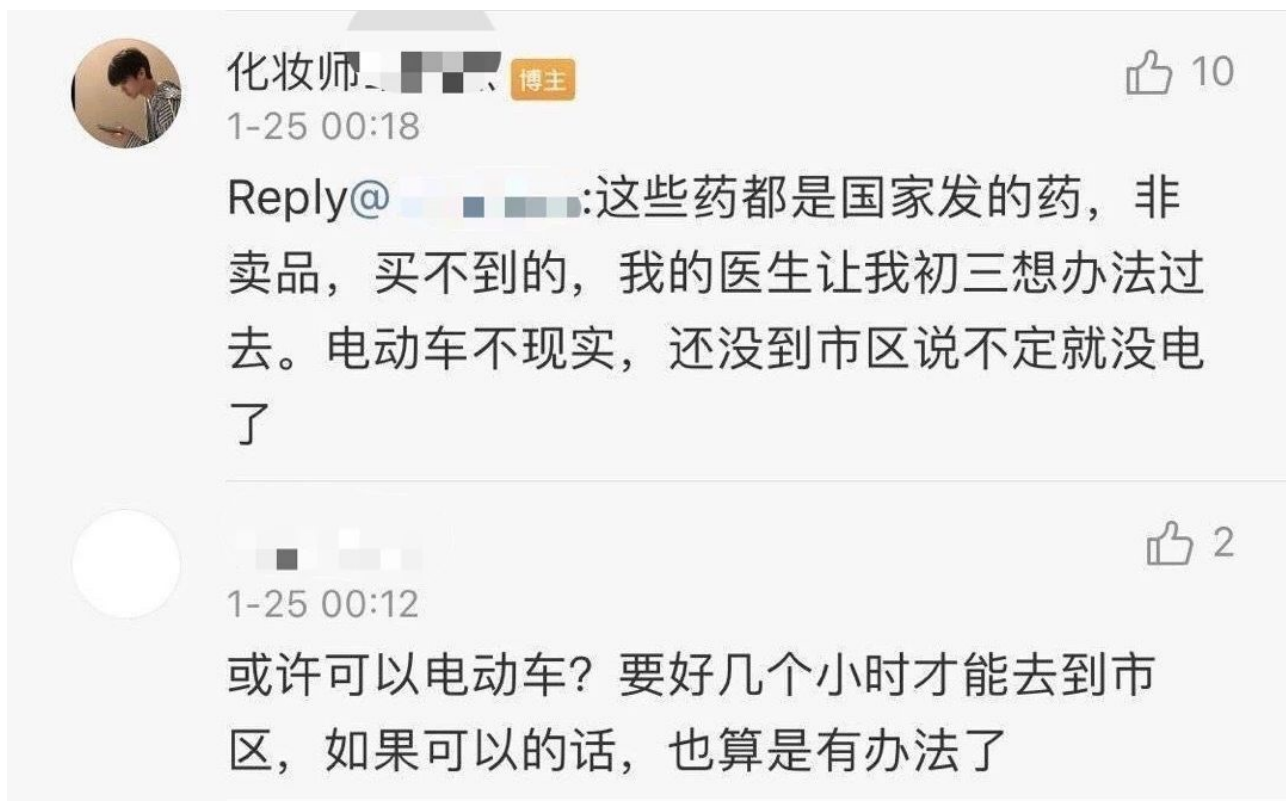 化妆师
博主
10
1-25 00:18
Reply@ :这些药都是国家发的药，非
卖品，买不到的，我的医生让我初三想办法过
去。电动车不现实，还没到市区说不定就没电
了
2
1-25 00:12
或许可以电动车？要好几个小时才能去到市
区，如果可以的话，也算是有办法了